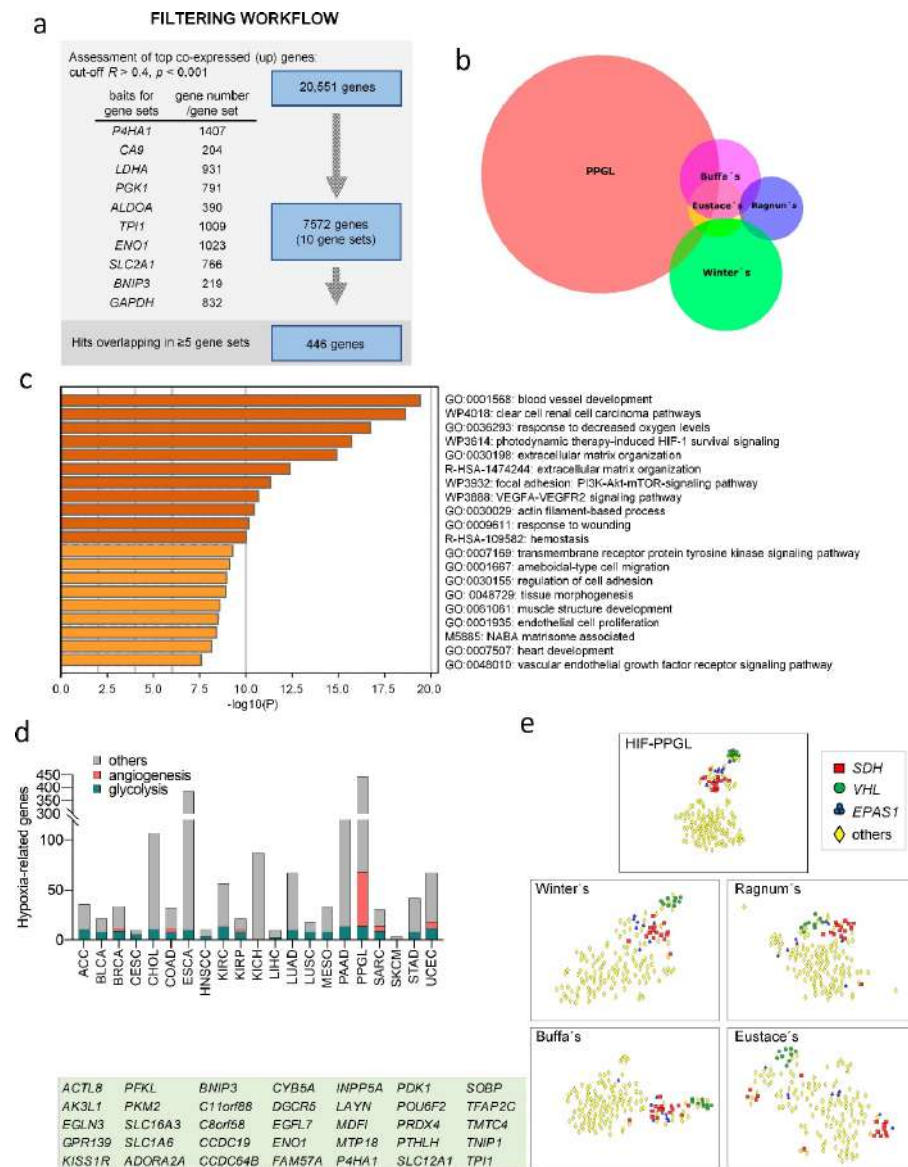 FILTERING WORKFLOW
a
Assessment of top co-expressed (up) genes:
cut-off R > 0.4, p < 0.001
baits for gene number
gene sets /gene set
P4HA1 1407
CA9 204
LDHA 931
PGK1 791
ALDOA 390
TPI1 1009
ENO1 1023
SLC2A1 766
BNIP3 219
GAPDH 832
20,551 genes
7572 genes
(10 gene sets)
Hits overlapping in ≥5 gene sets
446 genes
b
PPGL
Buffa´s
Eustace´s
Ragnum´s
Winter´s
c
GO:0001568: blood vessel development
WP4018: clear cell renal cell carcinoma pathways
GO:0036293: response to decreased oxygen levels
WP3614: photodynamic therapy-induced HIF-1 survival signaling
GO:0030198: extracellular matrix organization
R-HSA-1474244: extracellular matrix organization
WP3932: focal adhesion: PI3K-Akt-mTOR-signaling pathway
WP3888: VEGFA-VEGFR2 signaling pathway
GO:0030029: actin filament-based process
GO:0009611: response to wounding
R-HSA-109582: hemostasis
GO:0007169: transmembrane receptor protein tyrosine kinase signaling pathway
GO:0001667: ameboidal-type cell migration
GO:0030155: regulation of cell adhesion
GO: 0048729: tissue morphogenesis
GO:0061061: muscle structure development
GO:0001935: endothelial cell proliferation
M5885: NABA matrisome associated
GO:0007507: heart development
GO:0048010: vascular endothelial growth factor receptor signaling pathway
0.0 2.5 5.0 7.5 10.0 12.5 15.0 17.5 20.0
-log10(P)
d
others
angiogenesis
glycolysis
Hypoxia-related genes
450
400
350
300
100
50
0
ACC BLCA BRCA CESC CHOL COAD ESCA HNSCC KIRC KIRP KICH LIHC LUAD LUSC MESO PAAD PPGL SARC SKCM STAD UCEC
ACTL8 PFKL BNIP3 CYB5A INPP5A PDK1 SOBP
AK3L1 PKM2 C11orf88 DGCR5 LAYN POU6F2 TFAP2C
EGLN3 SLC16A3 C8orf58 EGFL7 MDFI PRDX4 TMTC4
GPR139 SLC1A6 CCDC19 ENO1 MTP18 PTHLH TNIP1
KISS1R ADORA2A CCDC64B FAM57A P4HA1 SLC12A1 TPI1
e
HIF-PPGL
SDH
VHL
EPAS1
others
Winter´s
Ragnum´s
Buffa´s
Eustace´s